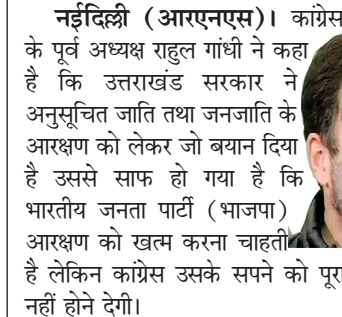 नईदिल्ली (आरएनएस)। कांग्रेस
के पूर्व अध्यक्ष राहुल गांधी ने कहा
है कि उत्तराखंड सरकार ने
अनुसूचित जाति तथा जनजाति के
आरक्षण को लेकर जो बयान दिया
है उससे साफ हो गया है कि
भारतीय जनता पार्टी (भाजपा)
आरक्षण को खत्म करना चाहती
है लेकिन कांग्रेस उसके सपने को पूरा
नहीं होने देगी।